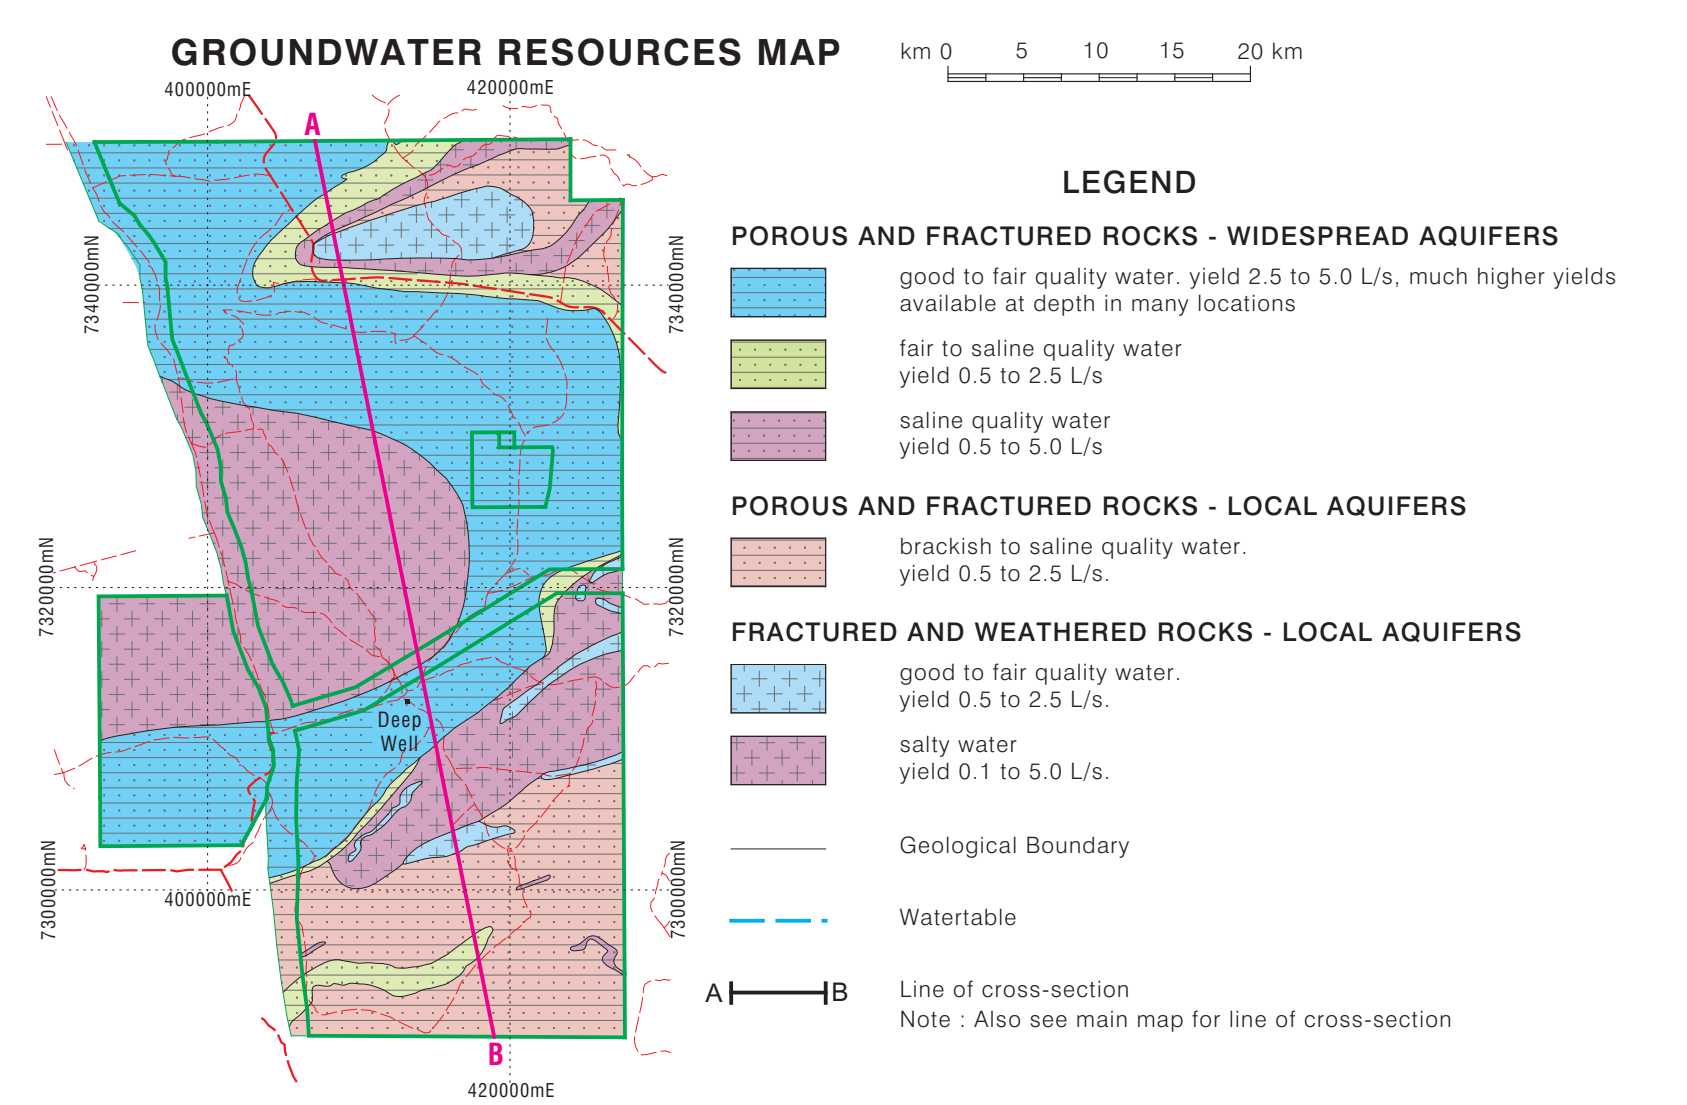 GROUNDWATER RESOURCES MAP
km 0 5 10 15 20 km
400000mE
420000mE
A
7340000mN
7340000mN
7320000mN
7320000mN
Deep
Well
7300000mN
7300000mN
400000mE
B
420000mE
LEGEND
POROUS AND FRACTURED ROCKS - WIDESPREAD AQUIFERS
good to fair quality water. yield 2.5 to 5.0 L/s, much higher yields
available at depth in many locations
fair to saline quality water
yield 0.5 to 2.5 L/s
saline quality water
yield 0.5 to 5.0 L/s
POROUS AND FRACTURED ROCKS - LOCAL AQUIFERS
brackish to saline quality water.
yield 0.5 to 2.5 L/s.
FRACTURED AND WEATHERED ROCKS - LOCAL AQUIFERS
good to fair quality water.
yield 0.5 to 2.5 L/s.
salty water
yield 0.1 to 5.0 L/s.
Geological Boundary
Watertable
A B Line of cross-section
Note : Also see main map for line of cross-section